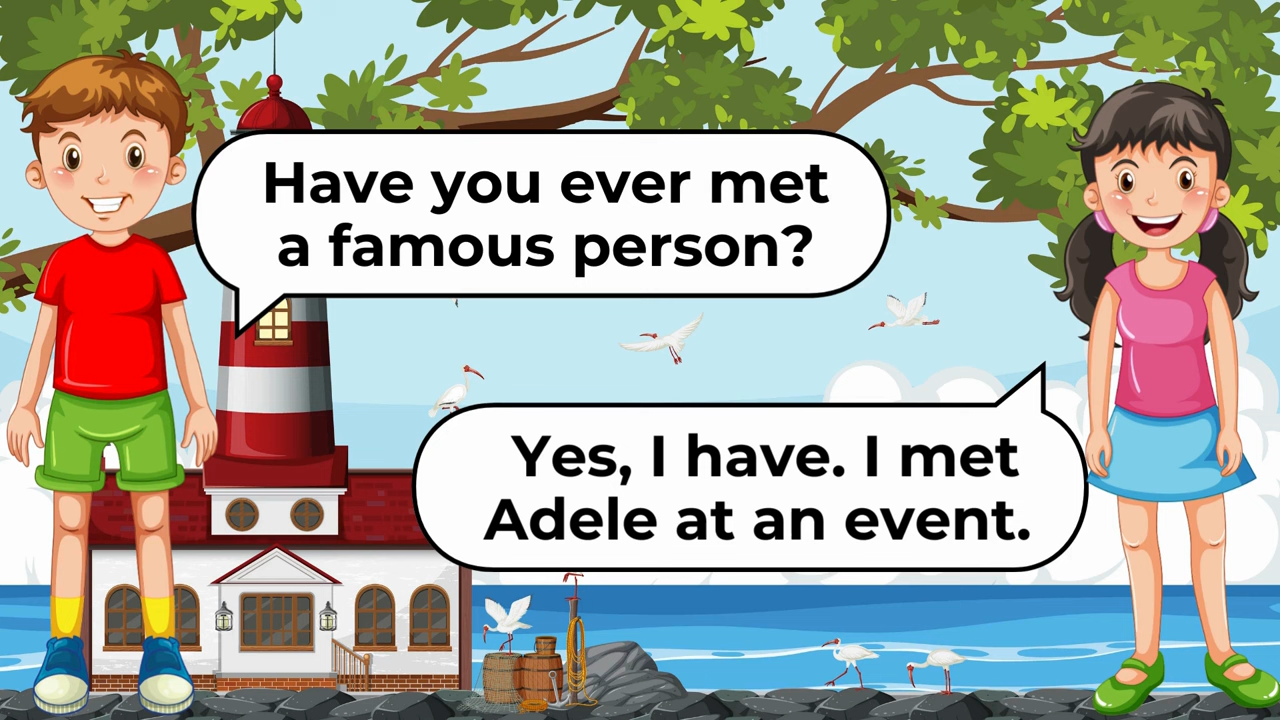 Have you ever met
a famous person?
Yes, I have. I met
Adele at an event.